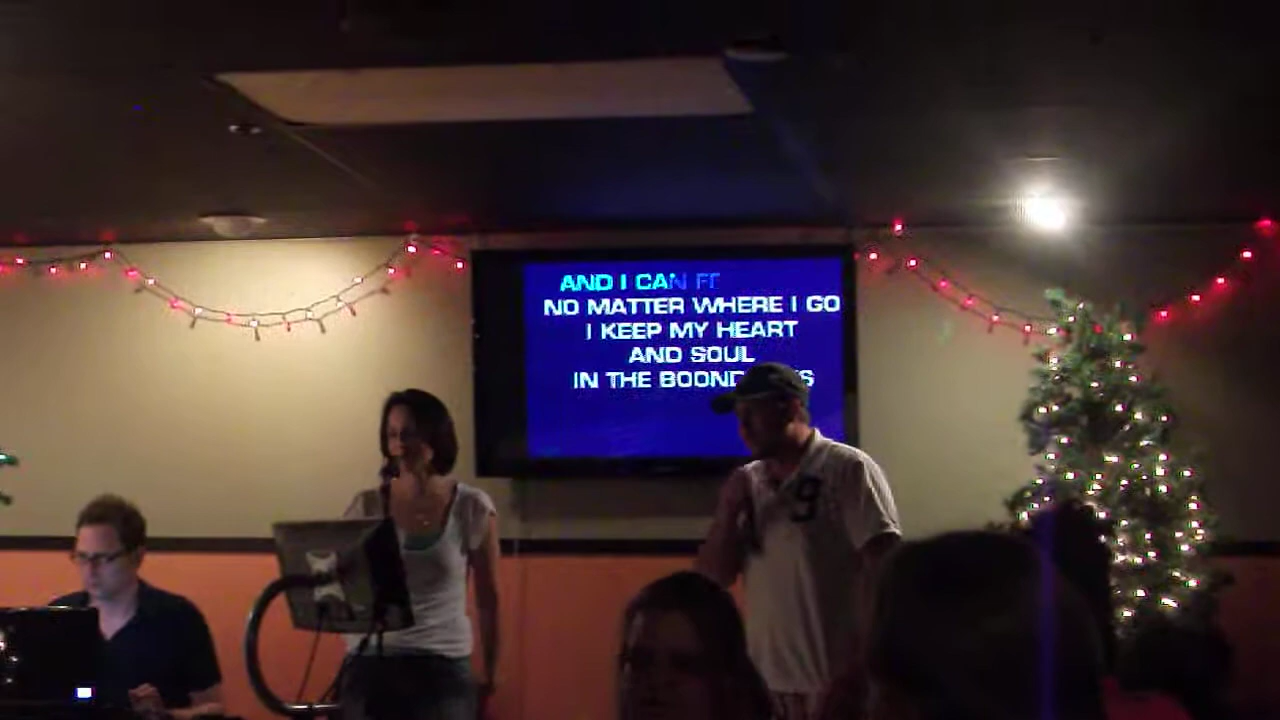 AND I CAN
NO MATTER WHERE I GO
I KEEP MY HEART
AND SOUL
IN THE
9